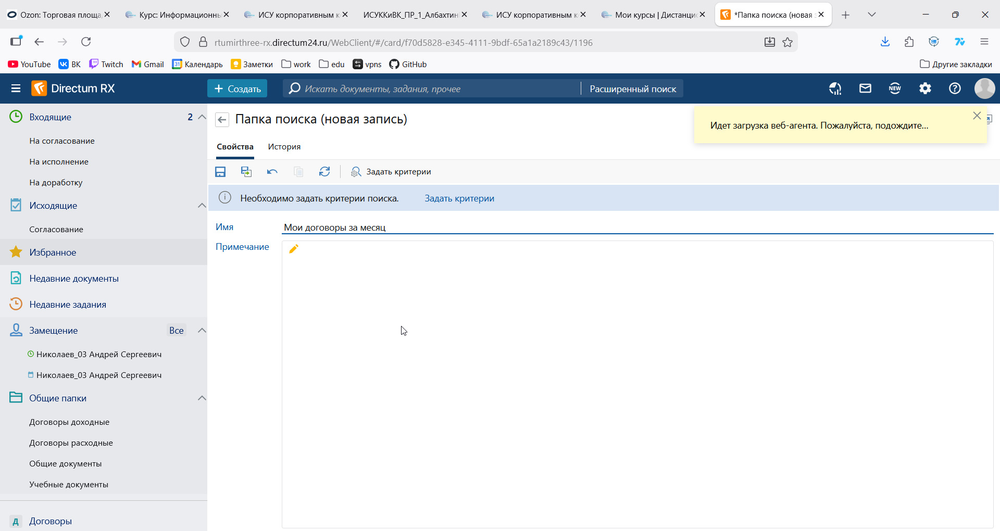 Ozon: Торговая площа
Курс: Информационнь
ИСУ корпоративным к
ИСУККиВК_ПР_1_Албахтин
ИСУ корпоративным к
Мои курсы | Дистанцис
*Папка поиска (новая з
rtumirthree-rx.directum24.ru/WebClient/#/card/f70d5828-e345-4111-9bdf-65a1a2189c43/1196
YouTube
ВК
Twitch
Gmail
31
Календарь
Заметки
work
edu
vpns
GitHub
Другие закладки
Directum RX
Создать
Искать документы, задания, прочее
Расширенный поиск
NEW
Входящие 2
На согласование
На исполнение
На доработку
Исходящие
Согласование
Избранное
Недавние документы
Недавние задания
Замещение Все
Николаев_03 Андрей Сергеевич
Николаев_03 Андрей Сергеевич
Общие папки
Договоры доходные
Договоры расходные
Общие документы
Учебные документы
Д Договоры
Папка поиска (новая запись)
Идет загрузка веб-агента. Пожалуйста, подождите...
Свойства
История
Задать критерии
Необходимо задать критерии поиска. Задать критерии
Имя Мои договоры за месяц
Примечание